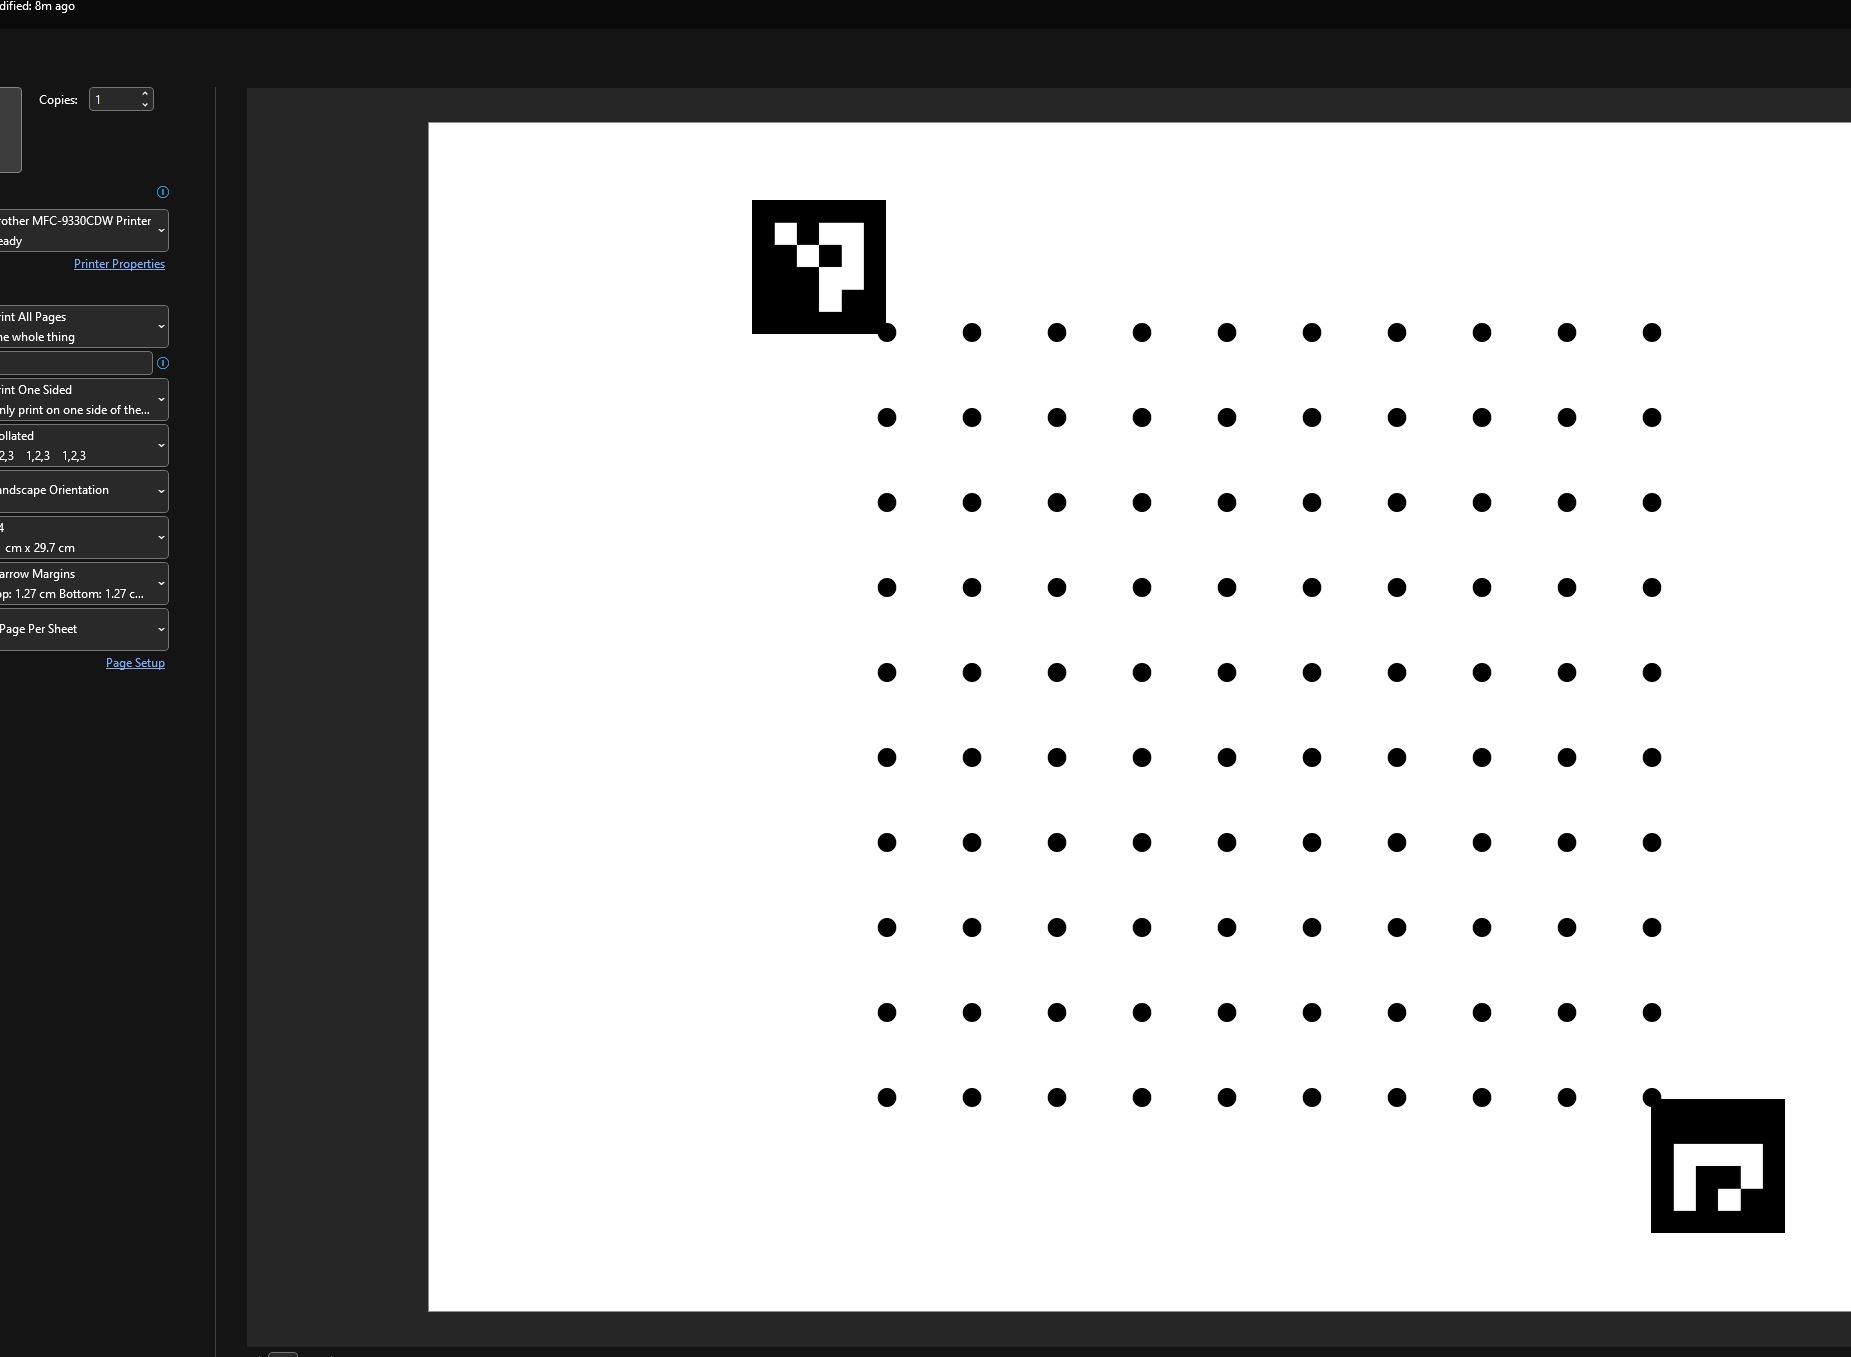 dified: 8m ago
Copies:
1
rother MFC-9330CDW Printer
eady
Printer Properties
rint All Pages
he whole thing
rint One Sided
nly print on one side of the...
ollated
2,3 1,2,3 1,2,3
andscape Orientation
4
cm x 29.7 cm
arrow Margins
op: 1.27 cm Bottom: 1.27 c...
Page Per Sheet
Page Setup